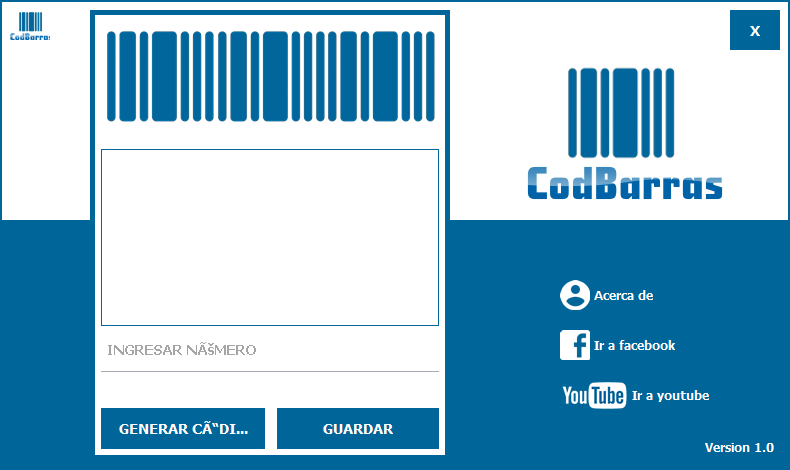 CodBarras
X
CodBarras
INGRESAR NÃšMERO
GENERAR CÃ“DI...
GUARDAR
Acerca de
Ir a facebook
YouTube Ir a youtube
Version 1.0